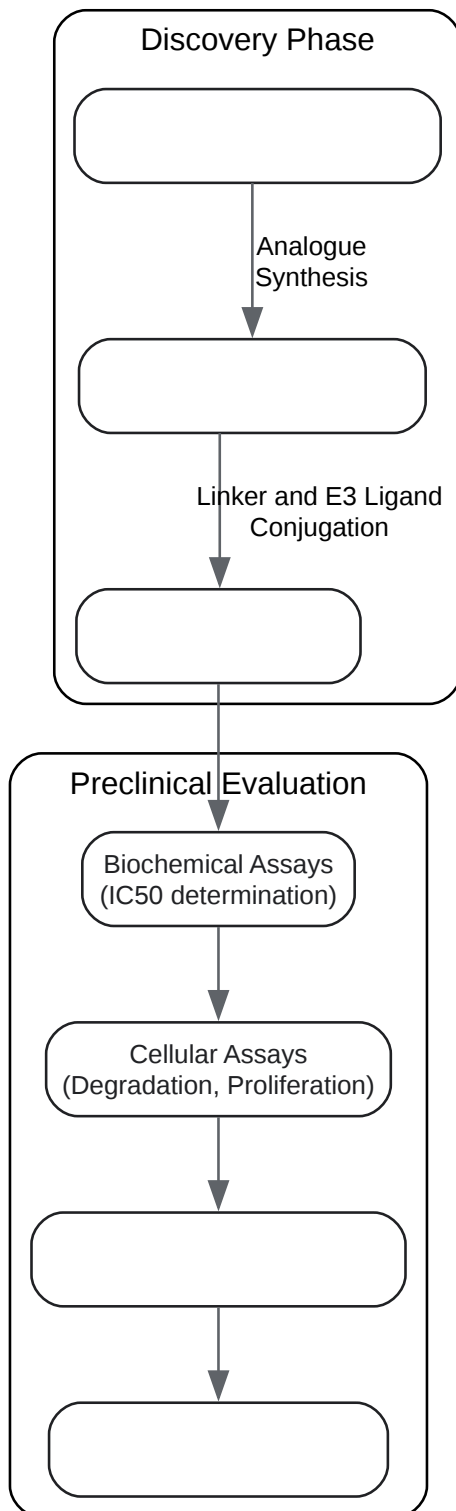 Discovery Phase
Analogue
Synthesis
Linker and E3 Ligand
Conjugation
Preclinical Evaluation
Biochemical Assays
(IC50 determination)
Cellular Assays
(Degradation, Proliferation)